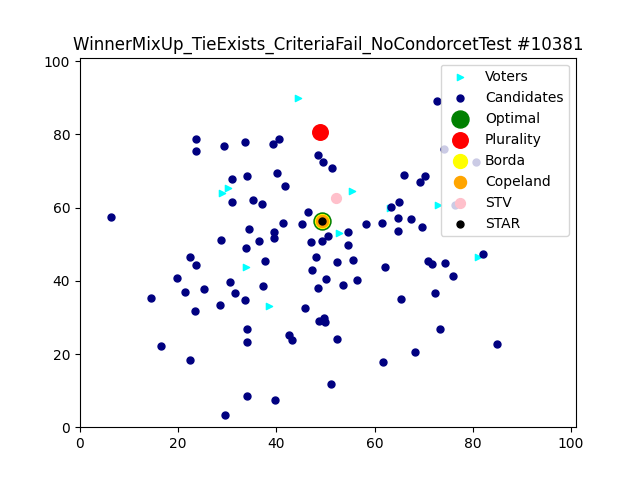 WinnerMixUp_TieExists_CriteriaFail_NoCondorcetTest #10381
100
80
60
40
20
0
0 20 40 60 80 100
Voters
Candidates
Optimal
Plurality
Borda
Copeland
STV
STAR